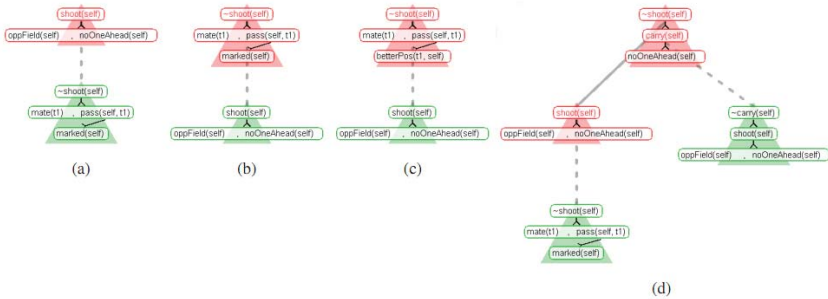 shoot(self)
oppField(self) , noOneAhead(self)
~shoot(self)
mate(t1) , pass(self, t1)
marked(self)
(a)
~shoot(self)
mate(t1) , pass(self, t1)
marked(self)
shoot(self)
oppField(self) , noOneAhead(self)
(b)
~shoot(self)
mate(t1) , pass(self, t1)
betterPos(t1, self)
shoot(self)
oppField(self) , noOneAhead(self)
(c)
~shoot(self)
carry(self)
noOneAhead(self)
shoot(self)
oppField(self) , noOneAhead(self)
~shoot(self)
mate(t1) , pass(self, t1)
marked(self)
~carry(self)
shoot(self)
oppField(self) , noOneAhead(self)
(d)